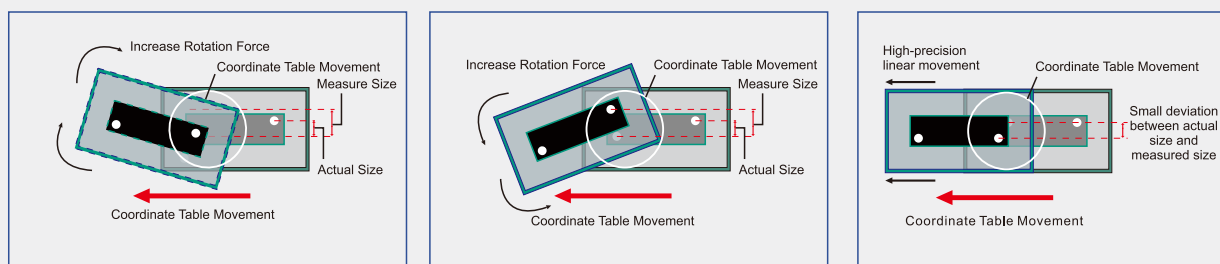 Increase Rotation Force
Coordinate Table Movement
Measure Size
Actual Size
Coordinate Table Movement
Increase Rotation Force
Coordinate Table Movement
Measure Size
Actual Size
Coordinate Table Movement
High-precision
linear movement
Coordinate Table Movement
Small deviation
between actual
size and
measured size
Coordinate Table Movement